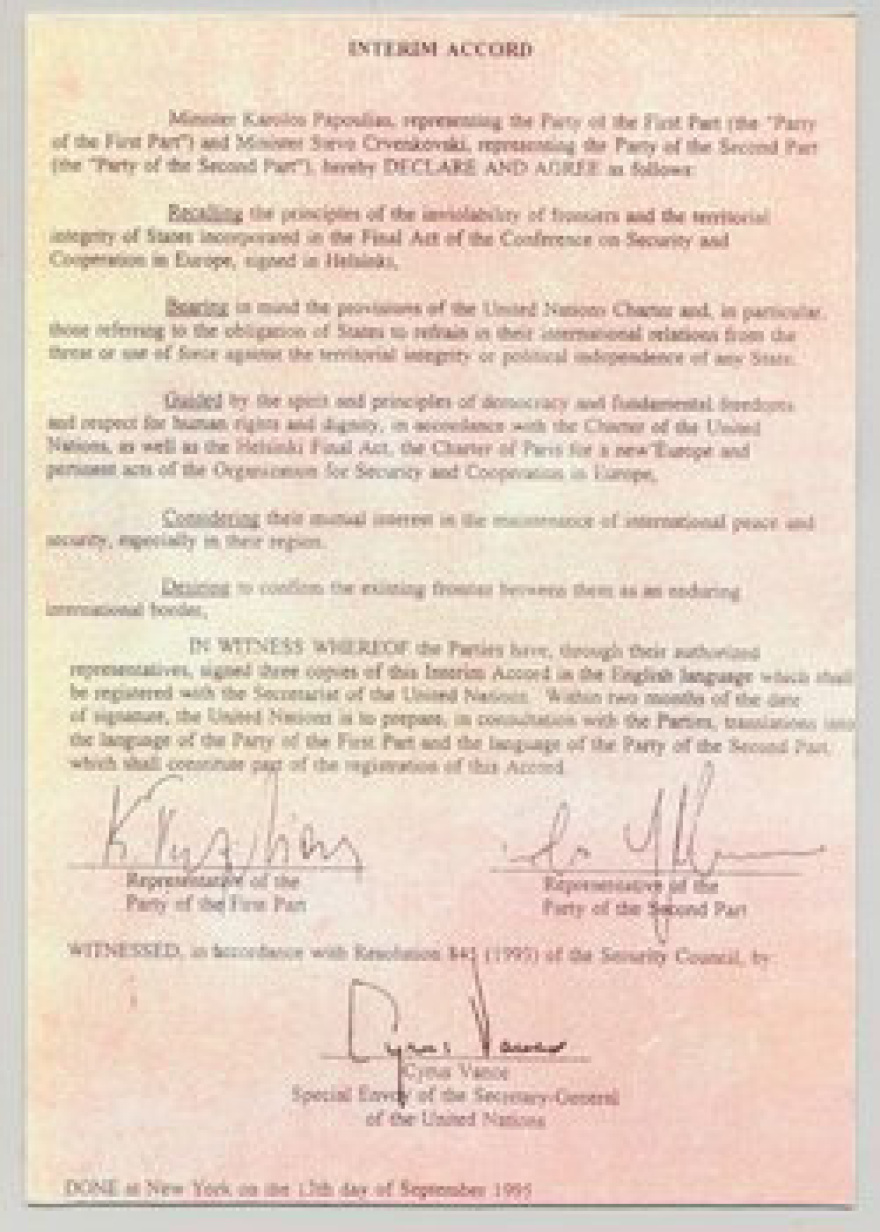 INTERIM ACCORD
Minister Karolos Papoulias, representing the Party of the First Part (the "Party
of the First Part") and Minister Stevo Crvenkovski, representing the Party of the Second Part
(the "Party of the Second Part"), hereby DECLARE AND AGREE as follows:
Recalling the principles of the inviolability of frontiers and the territorial
integrity of States incorporated in the Final Act of the Conference on Security and
Cooperation in Europe, signed in Helsinki,
Bearing in mind the provisions of the United Nations Charter and, in particular,
those referring to the obligation of States to refrain in their international relations from the
threat or use of force against the territorial integrity or political independence of any State,
Guided by the spirit and principles of democracy and fundamental freedoms
and respect for human rights and dignity, in accordance with the Charter of the United
Nations, as well as the Helsinki Final Act, the Charter of Paris for a new Europe and
pertinent acts of the Organization for Security and Cooperation in Europe,
Considering their mutual interest in the maintenance of international peace and
security, especially in their region,
Desiring to confirm the existing frontier between them as an enduring
international border,
IN WITNESS WHEREOF the Parties have, through their authorized
representatives, signed three copies of this Interim Accord in the English language which shall
be registered with the Secretariat of the United Nations. Within two months of the date
of signature, the United Nations is to prepare, in consultation with the Parties, translations into
the language of the Party of the First Part and the language of the Party of the Second Part,
which shall constitute part of the registration of this Accord.
Representative of the
Party of the First Part
Representative of the
Party of the Second Part
WITNESSED, in accordance with Resolution 845 (1993) of the Security Council, by:
Cyrus Vance
Cyrus Vance
Special Envoy of the Secretary-General
of the United Nations
DONE at New York on the 13th day of September 1995